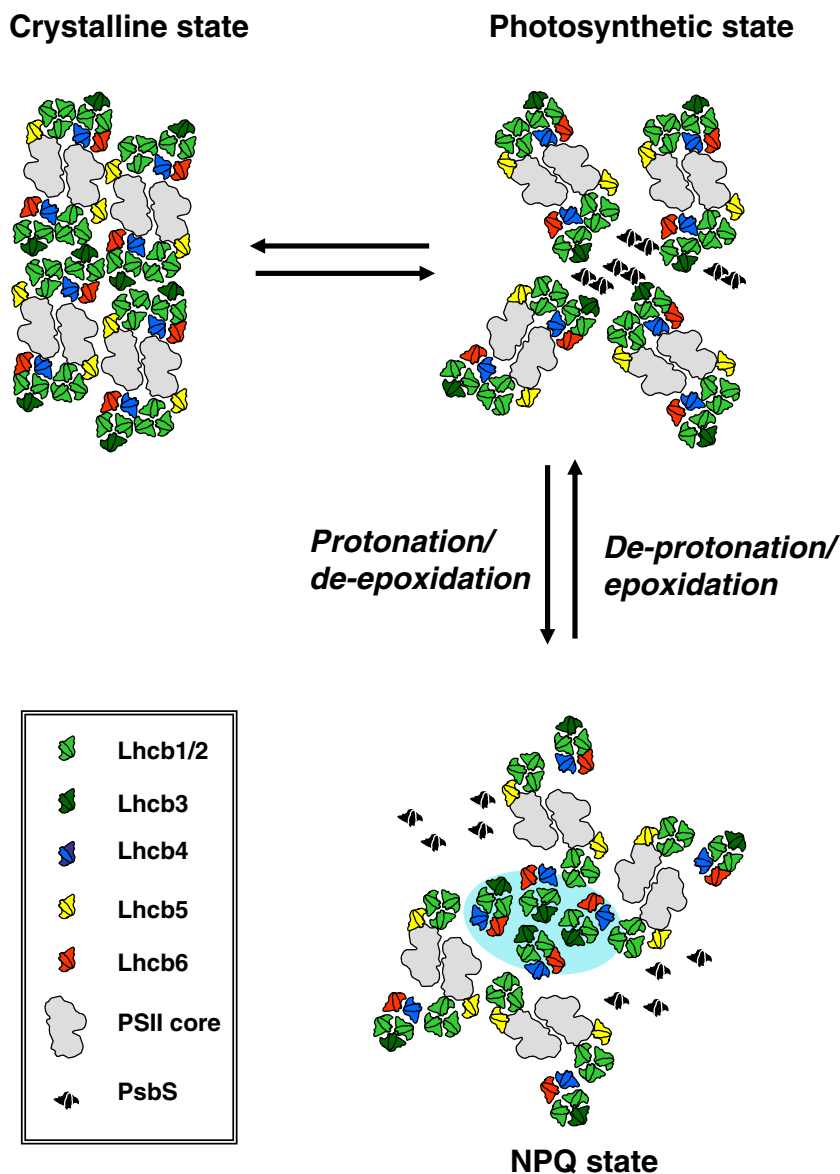 Crystalline state
Photosynthetic state
Protonation/
de-epoxidation
De-protonation/
epoxidation
Lhcb1/2
Lhcb3
Lhcb4
Lhcb5
Lhcb6
PSII core
PsbS
NPQ state